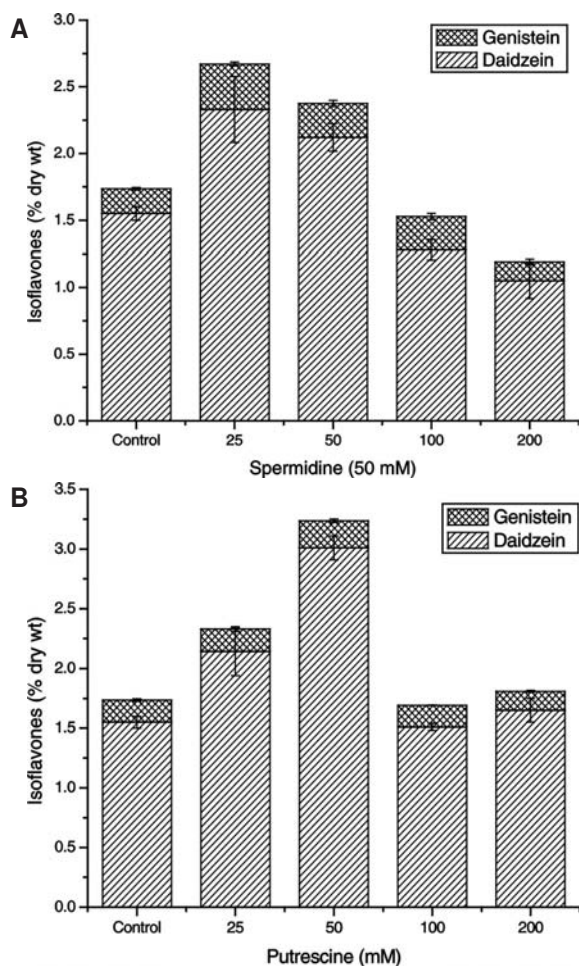 A
3.0
2.5
2.0
1.5
1.0
0.5
0.0
Isoflavones (% dry wt)
Genistein
Daidzein
Control 25 50 100 200
Spermidine (50 mM)
B
3.5
3.0
2.5
2.0
1.5
1.0
0.5
0.0
Isoflavones (% dry wt)
Genistein
Daidzein
Control 25 50 100 200
Putrescine (mM)